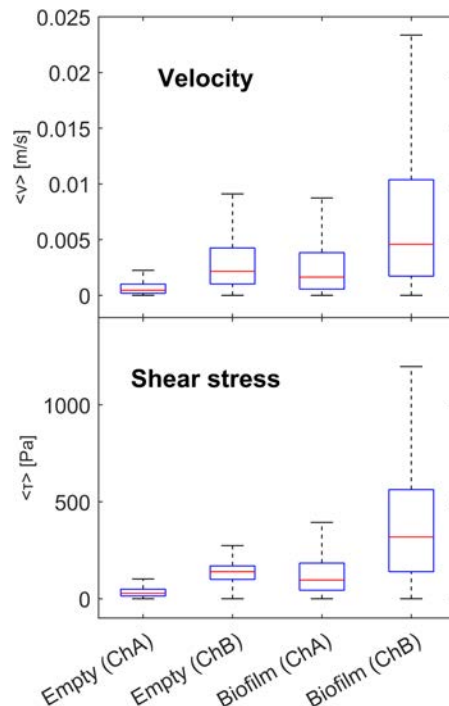 0.025
Velocity
0.02
0.015
<v> [m/s]
0.01
0.005
0
Shear stress
1000
<τ> [Pa]
500
0
Empty (ChA)
Empty (ChB)
Biofilm (ChA)
Biofilm (ChB)